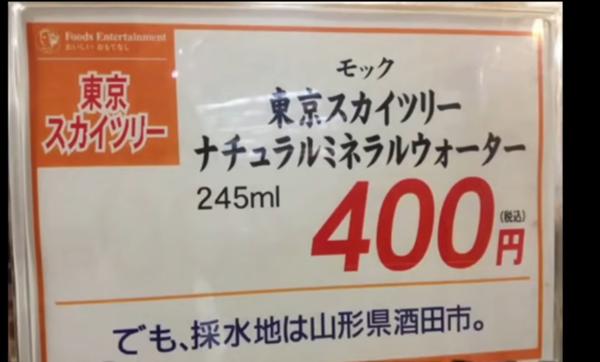 Foods Entertainment
おいしい おもてなし
東京
スカイツリー
モック
東京スカイツリー
ナチュラルミネラルウォーター
245ml
400円
(税込)
でも、採水地は山形県酒田市。